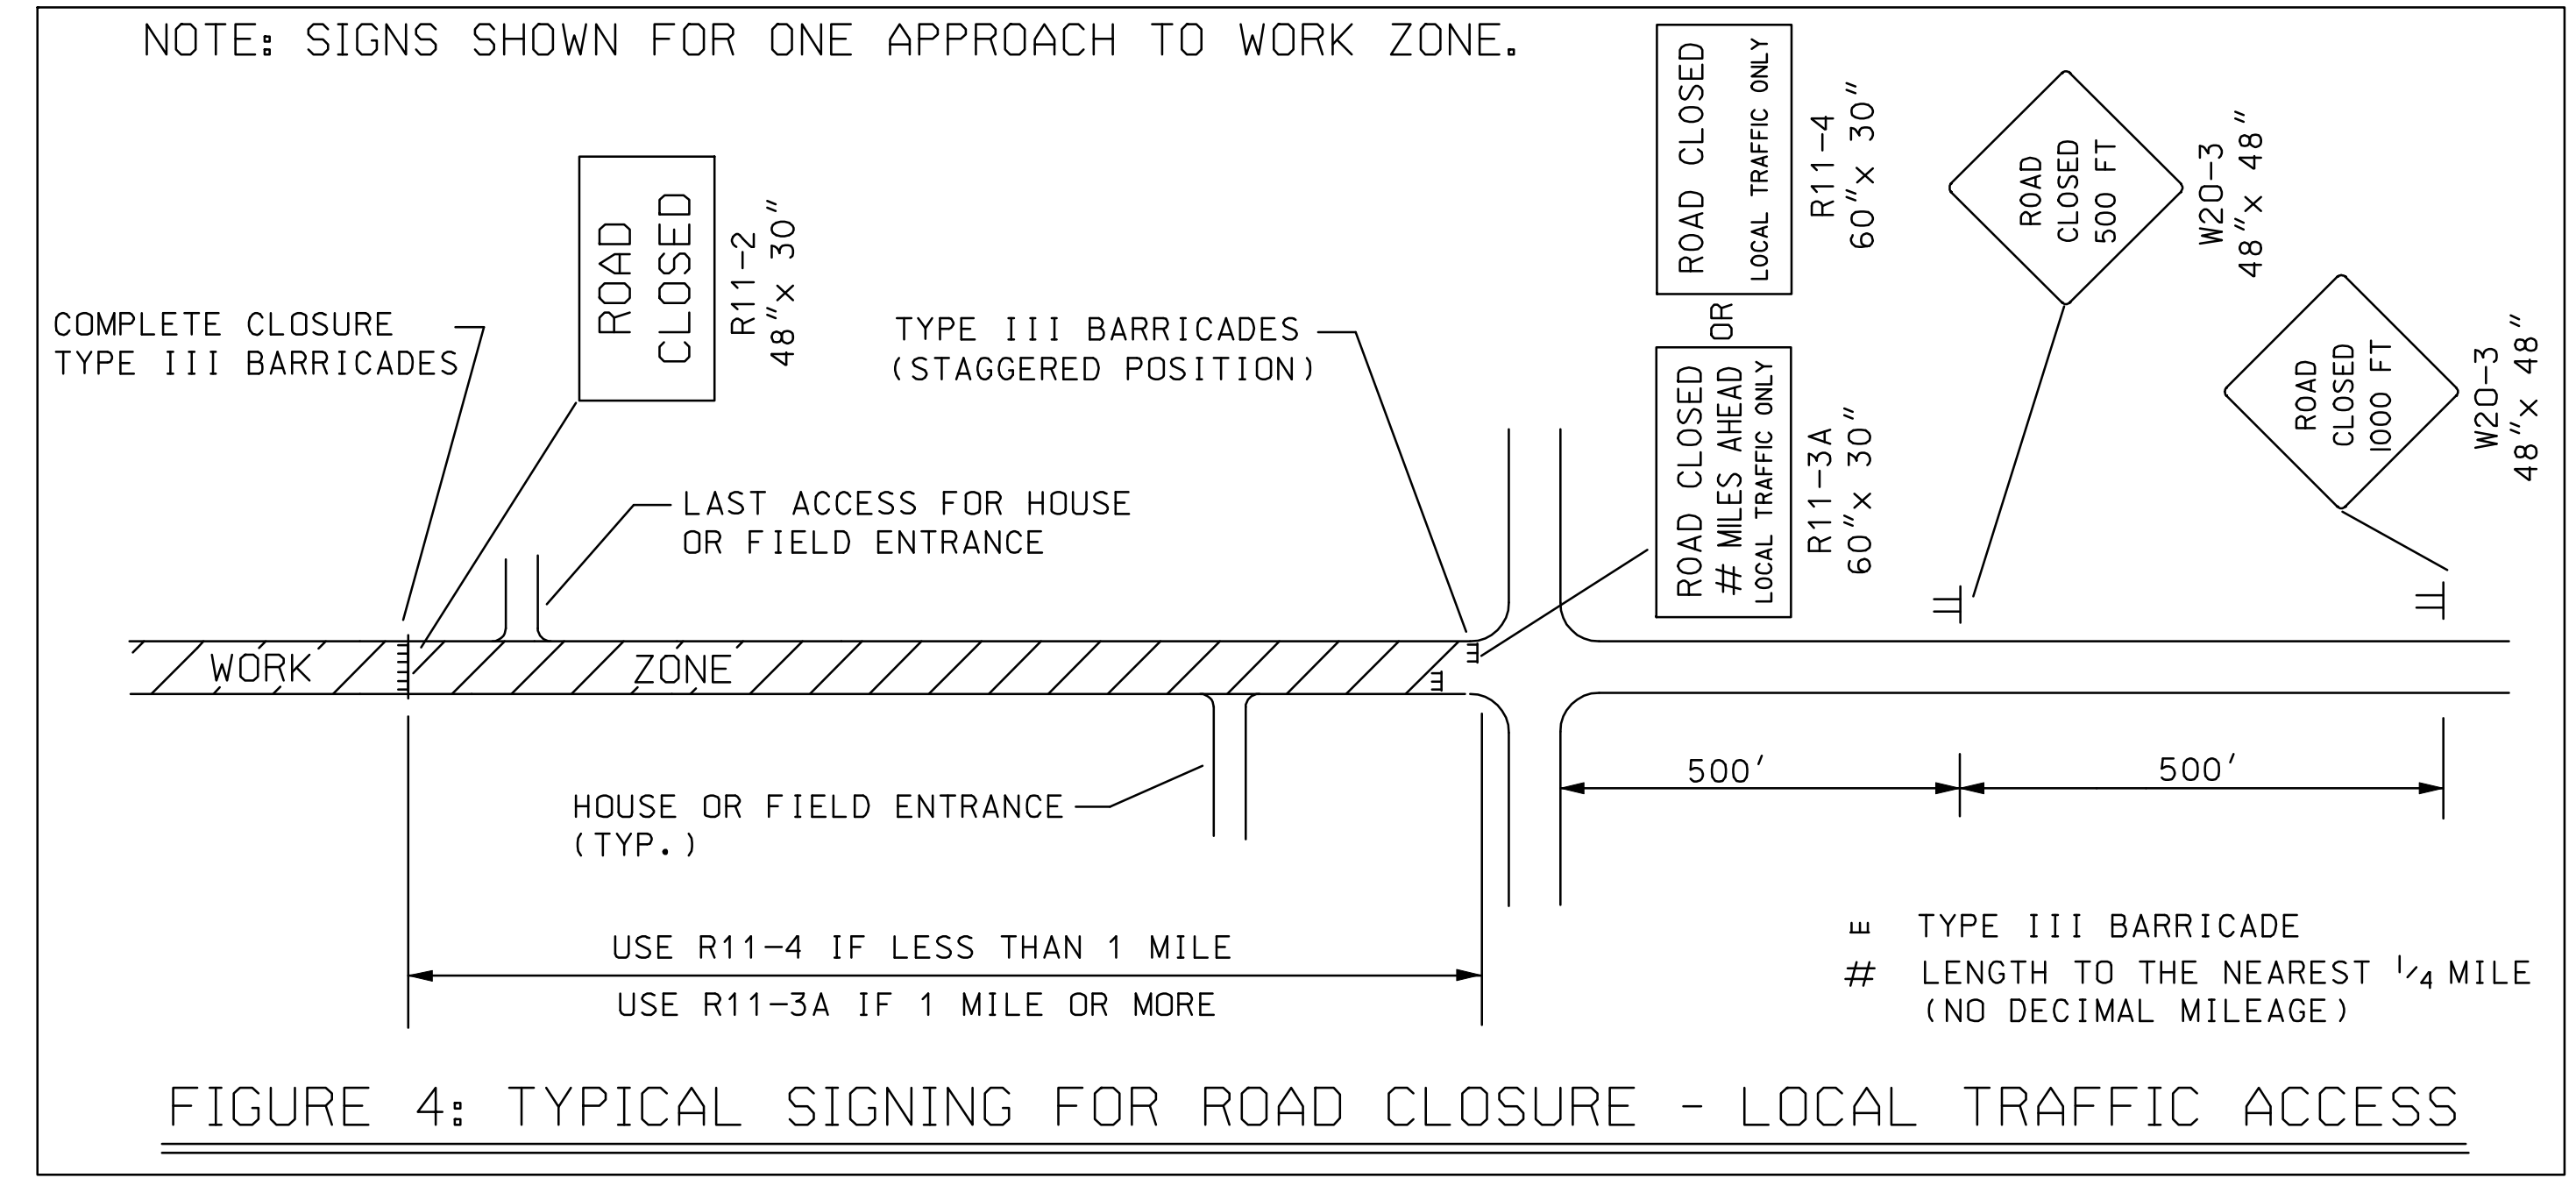 NOTE: SIGNS SHOWN FOR ONE APPROACH TO WORK ZONE.
COMPLETE CLOSURE
TYPE III BARRICADES
ROAD
CLOSED
R11-2
48"x 30"
TYPE III BARRICADES
(STAGGERED POSITION)
ROAD CLOSED
LOCAL TRAFFIC ONLY
R11-4
60"x 30"
OR
ROAD CLOSED
# MILES AHEAD
LOCAL TRAFFIC ONLY
R11-3A
60"x 30"
ROAD
CLOSED
500 FT
W20-3
48"x 48"
ROAD
CLOSED
1000 FT
W20-3
48"x 48"
LAST ACCESS FOR HOUSE
OR FIELD ENTRANCE
WORK ZONE
HOUSE OR FIELD ENTRANCE
(TYP.)
500'
500'
USE R11-4 IF LESS THAN 1 MILE
USE R11-3A IF 1 MILE OR MORE
TYPE III BARRICADE
# LENGTH TO THE NEAREST 1/4 MILE
(NO DECIMAL MILEAGE)
FIGURE 4: TYPICAL SIGNING FOR ROAD CLOSURE - LOCAL TRAFFIC ACCESS